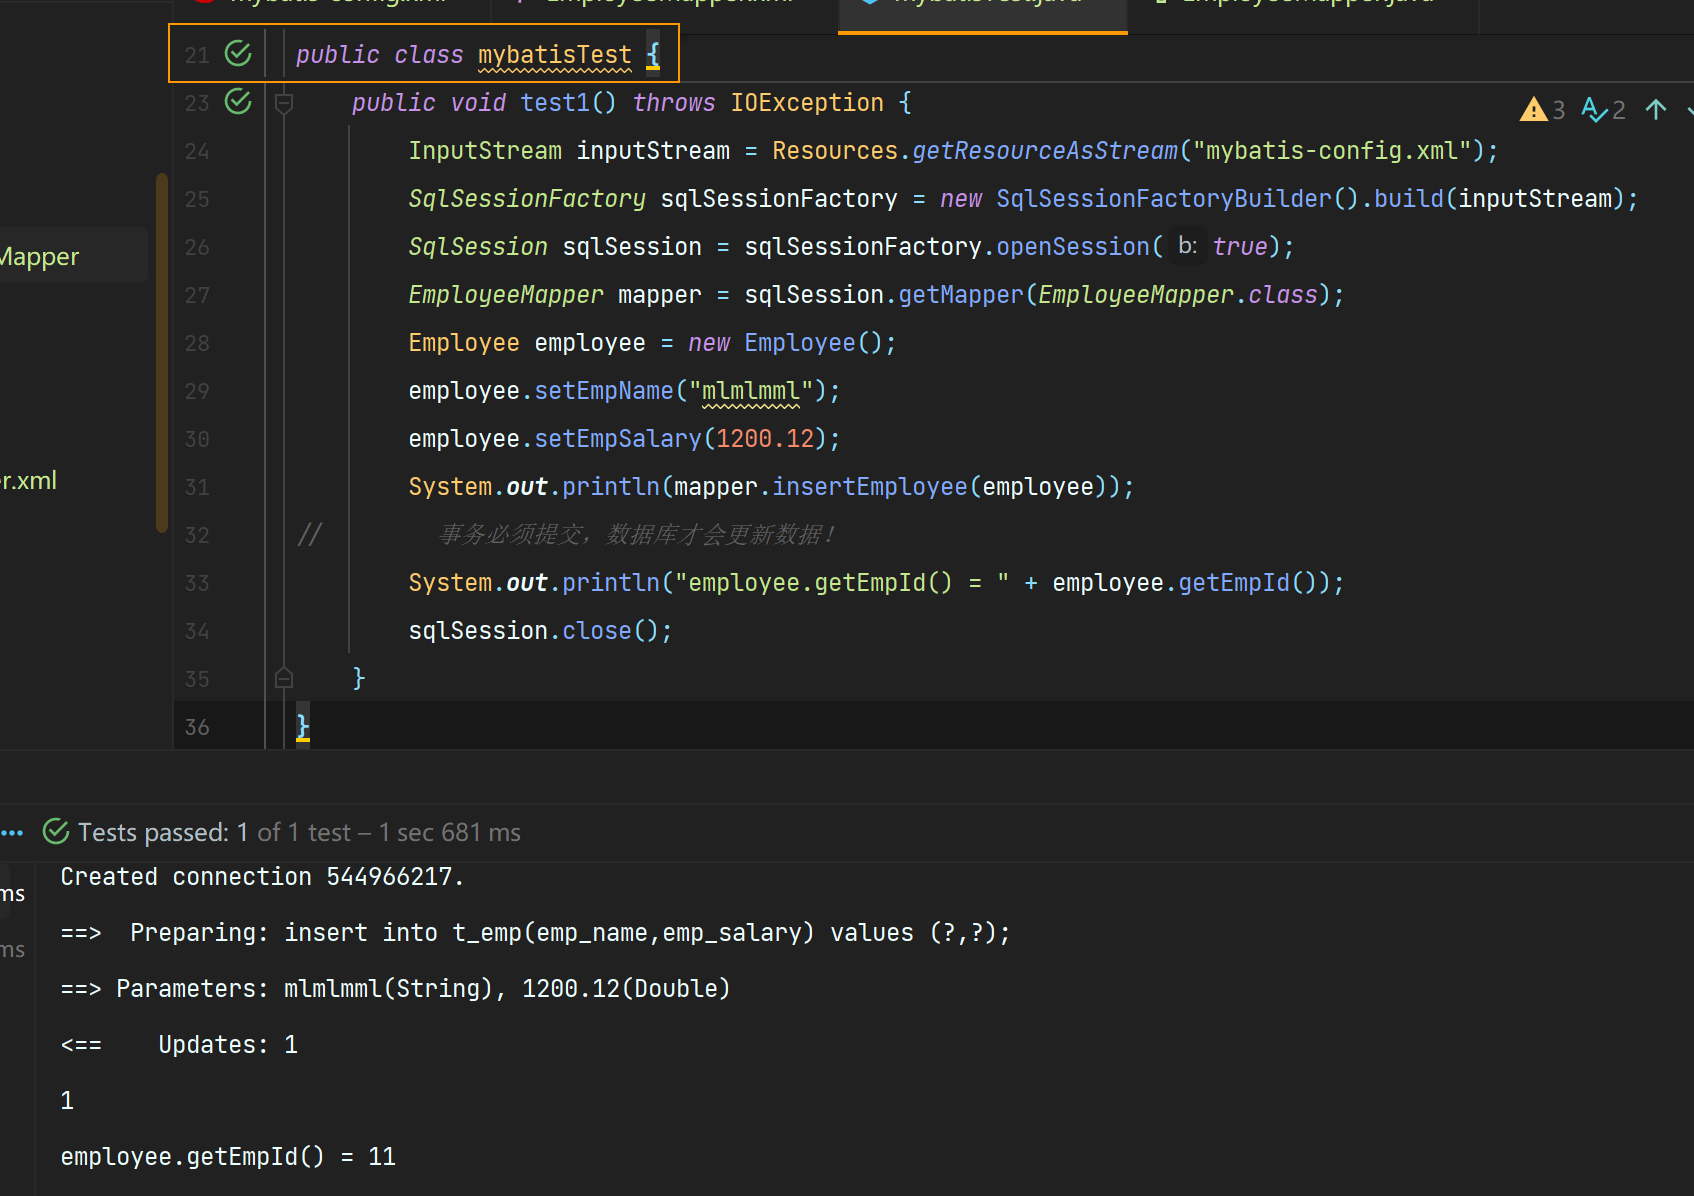 21 public class mybatisTest {
23 public void test1() throws IOException {
3 2
24 InputStream inputStream = Resources.getResourceAsStream("mybatis-config.xml");
25 SqlSessionFactory sqlSessionFactory = new SqlSessionFactoryBuilder().build(inputStream);
26 SqlSession sqlSession = sqlSessionFactory.openSession( b: true);
Mapper
27 EmployeeMapper mapper = sqlSession.getMapper(EmployeeMapper.class);
28 Employee employee = new Employee();
29 employee.setEmpName("mlmlmml");
30 employee.setEmpSalary(1200.12);
r.xml
31 System.out.println(mapper.insertEmployee(employee));
32 // 事务必须提交，数据库才会更新数据！
33 System.out.println("employee.getEmpId() = " + employee.getEmpId());
34 sqlSession.close();
35 }
36 }
Tests passed: 1 of 1 test – 1 sec 681 ms
ms
ms
Created connection 544966217.
==>  Preparing: insert into t_emp(emp_name,emp_salary) values (?,?);
==> Parameters: mlmlmml(String), 1200.12(Double)
<==    Updates: 1
1
employee.getEmpId() = 11